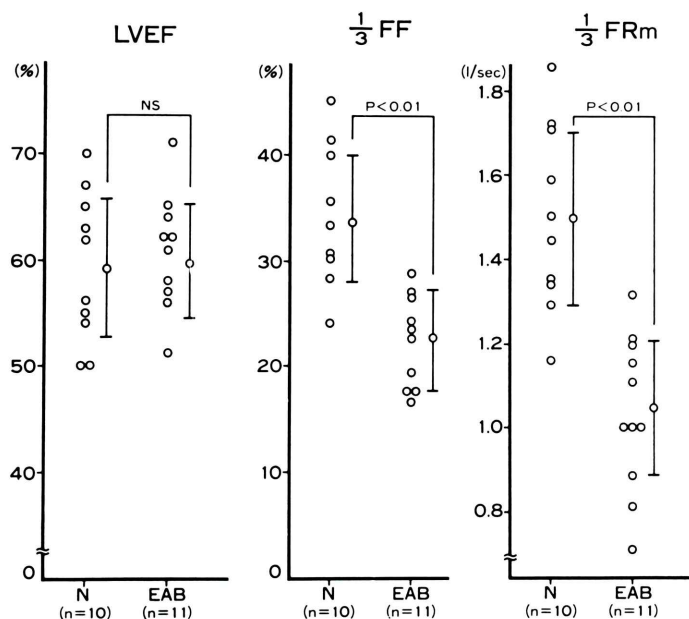 LVEF
(%)
NS
70
60
50
40
0
N
(n=10)
EAB
(n=11)
1/3 FF
(%)
P<0.01
40
30
20
10
0
N
(n=10)
EAB
(n=11)
1/3 FRm
(l/sec)
P<0.01
1.8
1.6
1.4
1.2
1.0
0.8
0
N
(n=10)
EAB
(n=11)